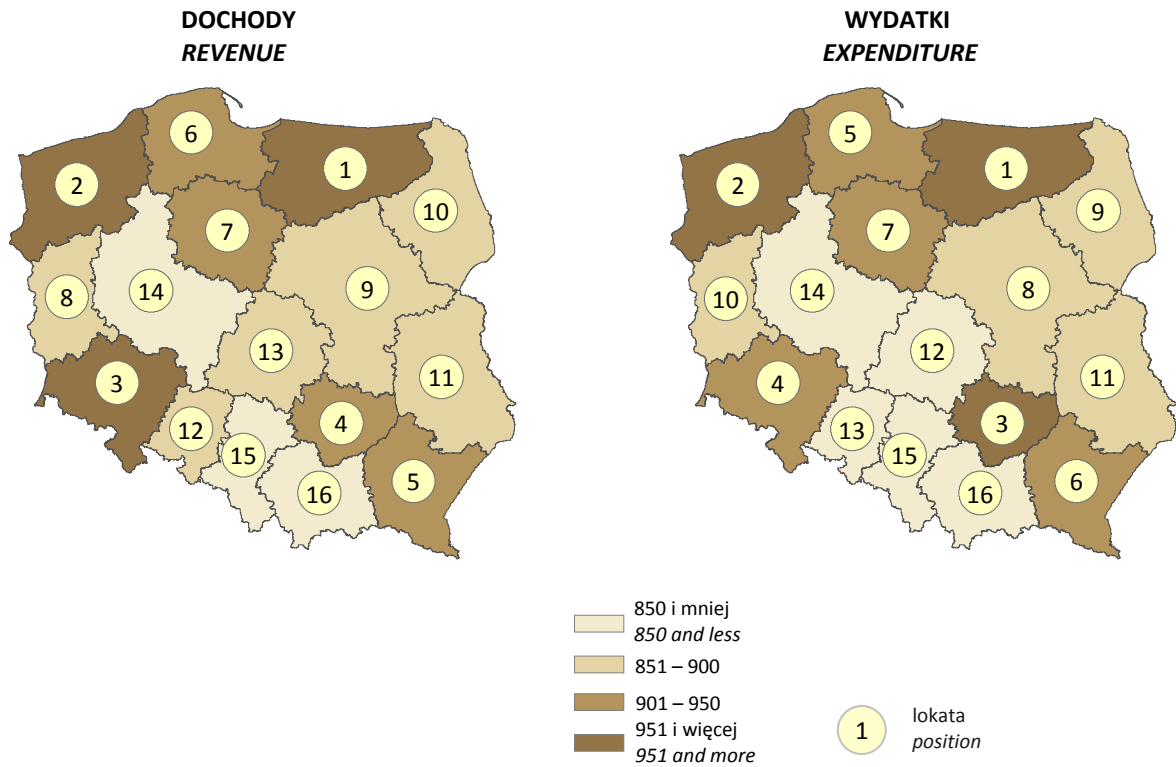 DOCHODY
REVENUE
6
1
2
10
7
14
9
8
13
3
11
12
4
15
5
16
WYDATKI
EXPENDITURE
5
1
2
9
7
14
8
10
12
4
11
3
13
15
6
16
850 i mniej
850 and less
851 – 900
901 – 950
951 i więcej
951 and more
1
lokata
position